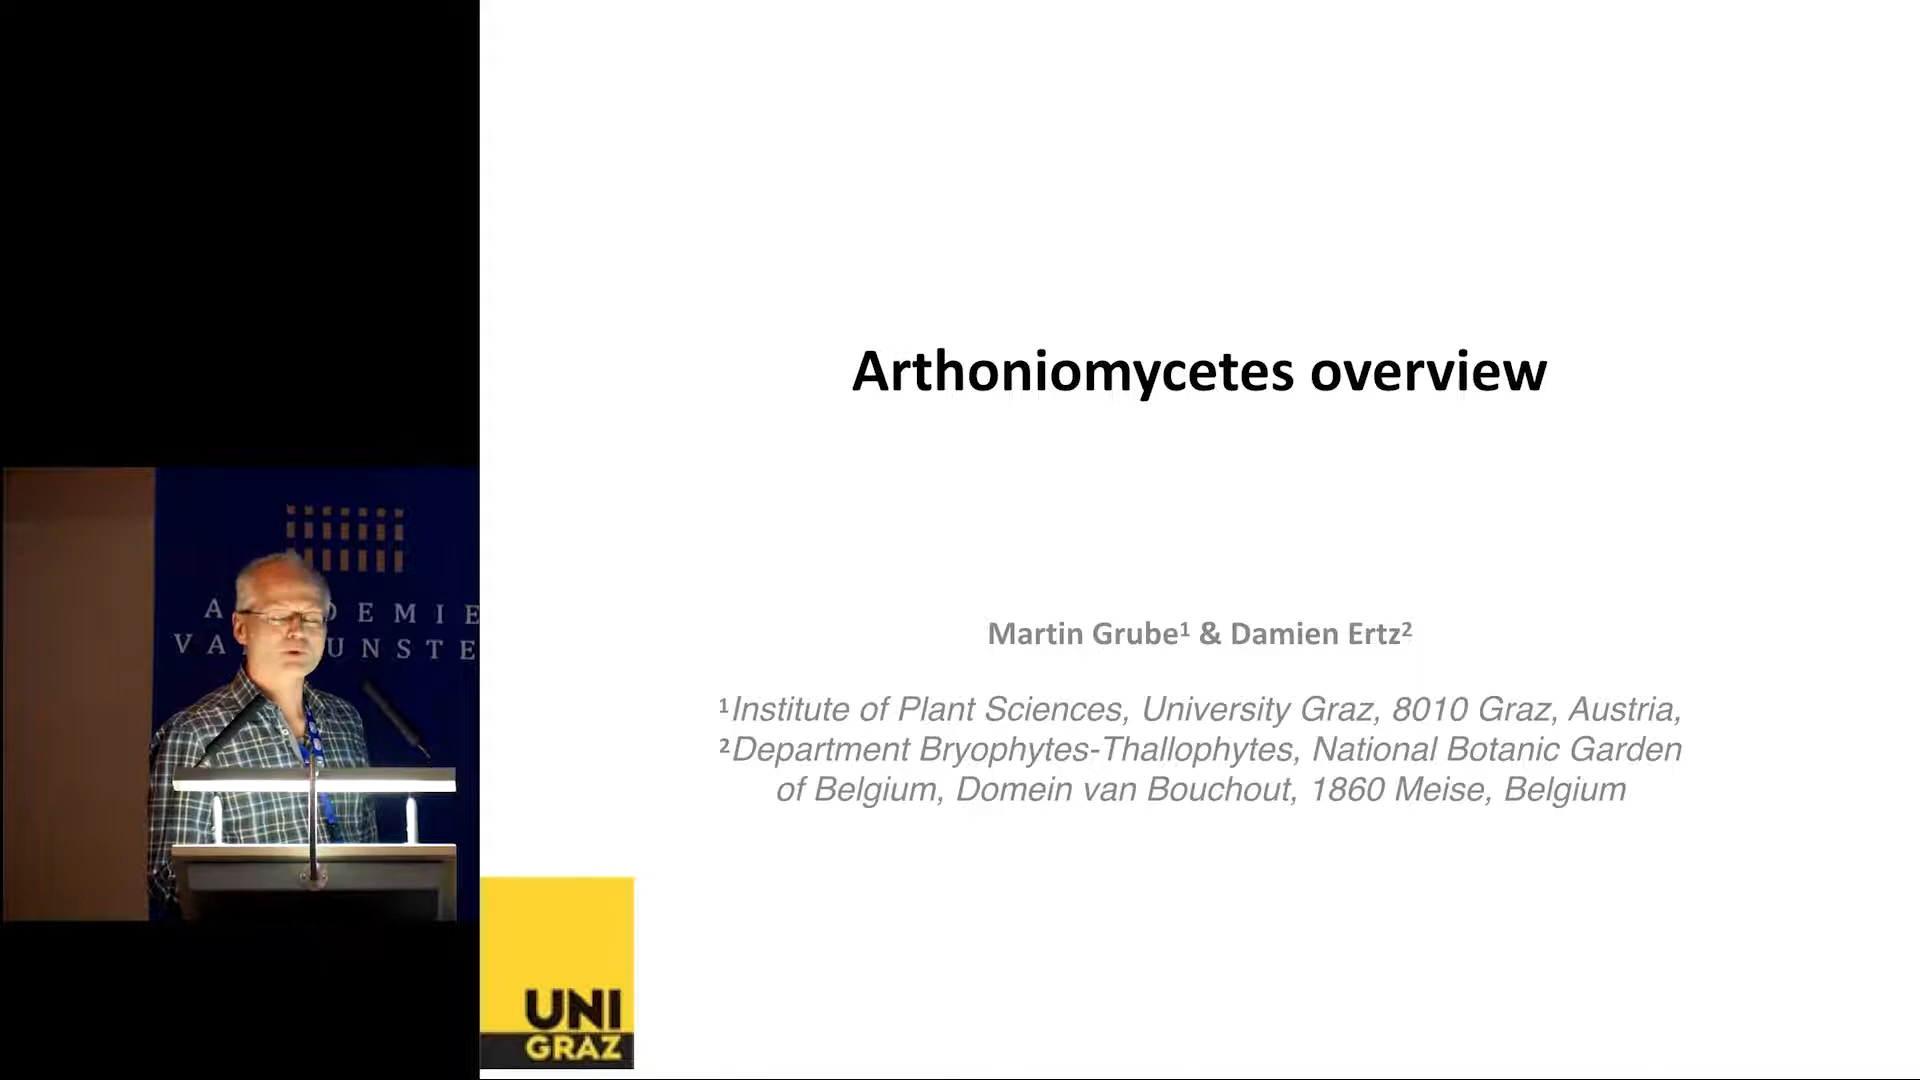 Arthoniomycetes overview
Martin Grube¹ & Damien Ertz²
¹Institute of Plant Sciences, University Graz, 8010 Graz, Austria,
²Department Bryophytes-Thallophytes, National Botanic Garden
of Belgium, Domein van Bouchout, 1860 Meise, Belgium
UNI
GRAZ